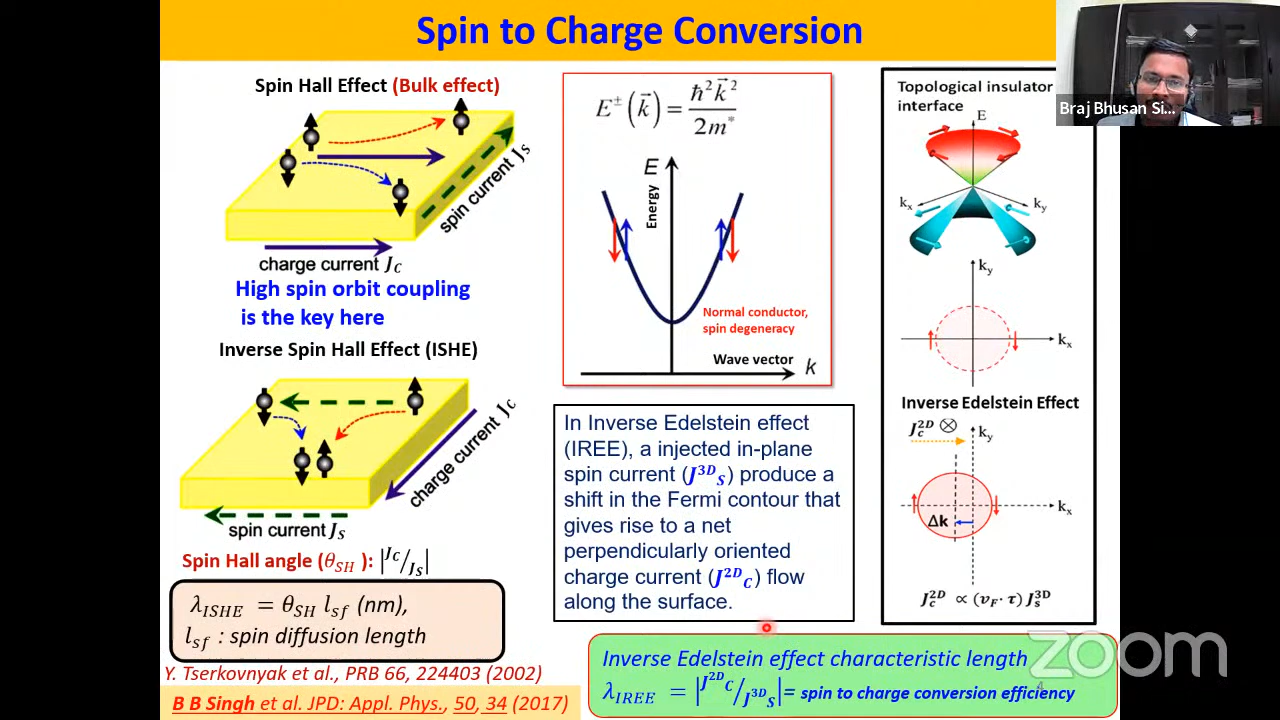 Spin to Charge Conversion
Spin Hall Effect (Bulk effect)
spin current J_S
charge current J_C
High spin orbit coupling
is the key here
Inverse Spin Hall Effect (ISHE)
charge current J_C
spin current J_S
Spin Hall angle (θ_SH): |J_C/J_S|
λ_ISHE = θ_SH l_sf (nm),
l_sf : spin diffusion length
Y. Tserkovnyak et al., PRB 66, 224403 (2002)
B B Singh et al. JPD: Appl. Phys., 50, 34 (2017)
E^±(k⃗) = ħ²k⃗²/2m*
E
Energy
Normal conductor,
spin degeneracy
Wave vector k
In Inverse Edelstein effect
(IREE), a injected in-plane
spin current (J^3D_S) produce a
shift in the Fermi contour that
gives rise to a net
perpendicularly oriented
charge current (J^2D_C) flow
along the surface.
Inverse Edelstein effect characteristic length
λ_IREE = |J^2D_C/J^3D_S| = spin to charge conversion efficiency
Topological insulator
interface
E
k_x
k_y
k_y
k_x
Inverse Edelstein Effect
J_c^2D ⊗
k_y
k_x
Δk
J_c^2D ∝ (v_F · τ) J_s^3D
Braj Bhusan Si...
zoom
4